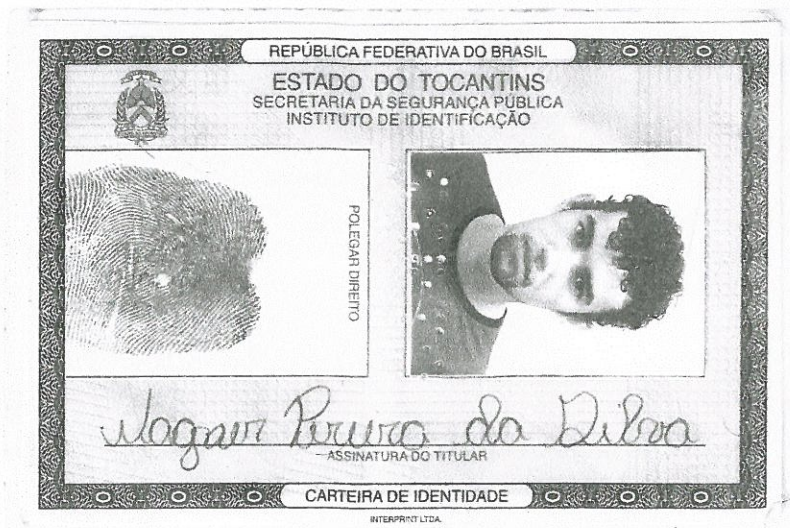 REPÚBLICA FEDERATIVA DO BRASIL
ESTADO DO TOCANTINS
SECRETARIA DA SEGURANÇA PÚBLICA
INSTITUTO DE IDENTIFICAÇÃO
POLEGAR DIREITO
Wagner Pereira da Silva
ASSINATURA DO TITULAR
CARTEIRA DE IDENTIDADE
INTERPRINT LTDA.